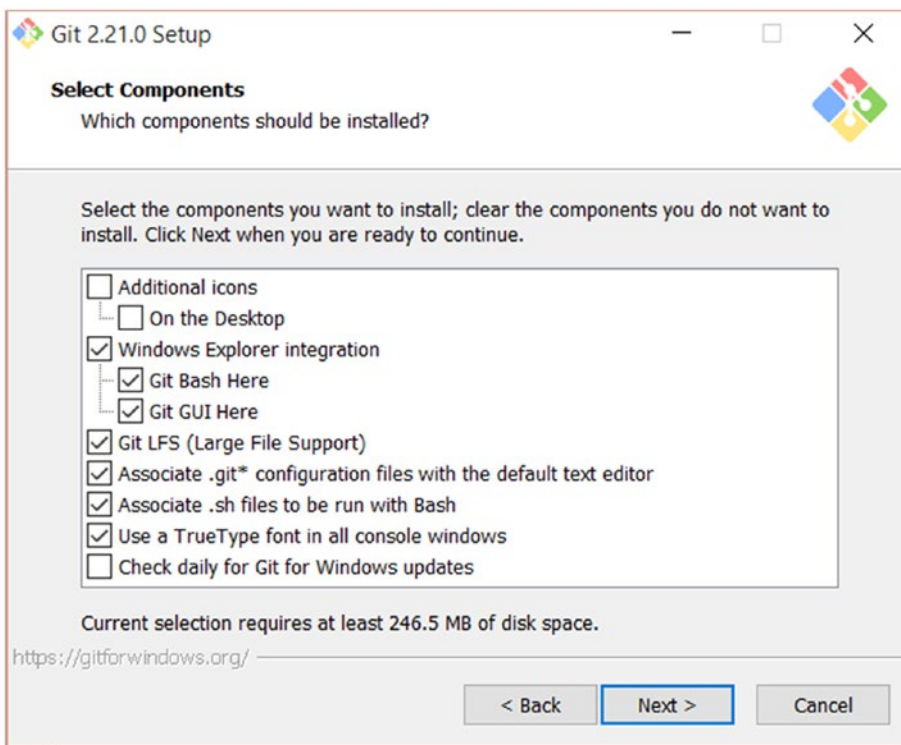 Git 2.21.0 Setup
Select Components
Which components should be installed?
Select the components you want to install; clear the components you do not want to
install. Click Next when you are ready to continue.
Additional icons
On the Desktop
Windows Explorer integration
Git Bash Here
Git GUI Here
Git LFS (Large File Support)
Associate .git* configuration files with the default text editor
Associate .sh files to be run with Bash
Use a TrueType font in all console windows
Check daily for Git for Windows updates
Current selection requires at least 246.5 MB of disk space.
https://gitforwindows.org/
< Back Next > Cancel